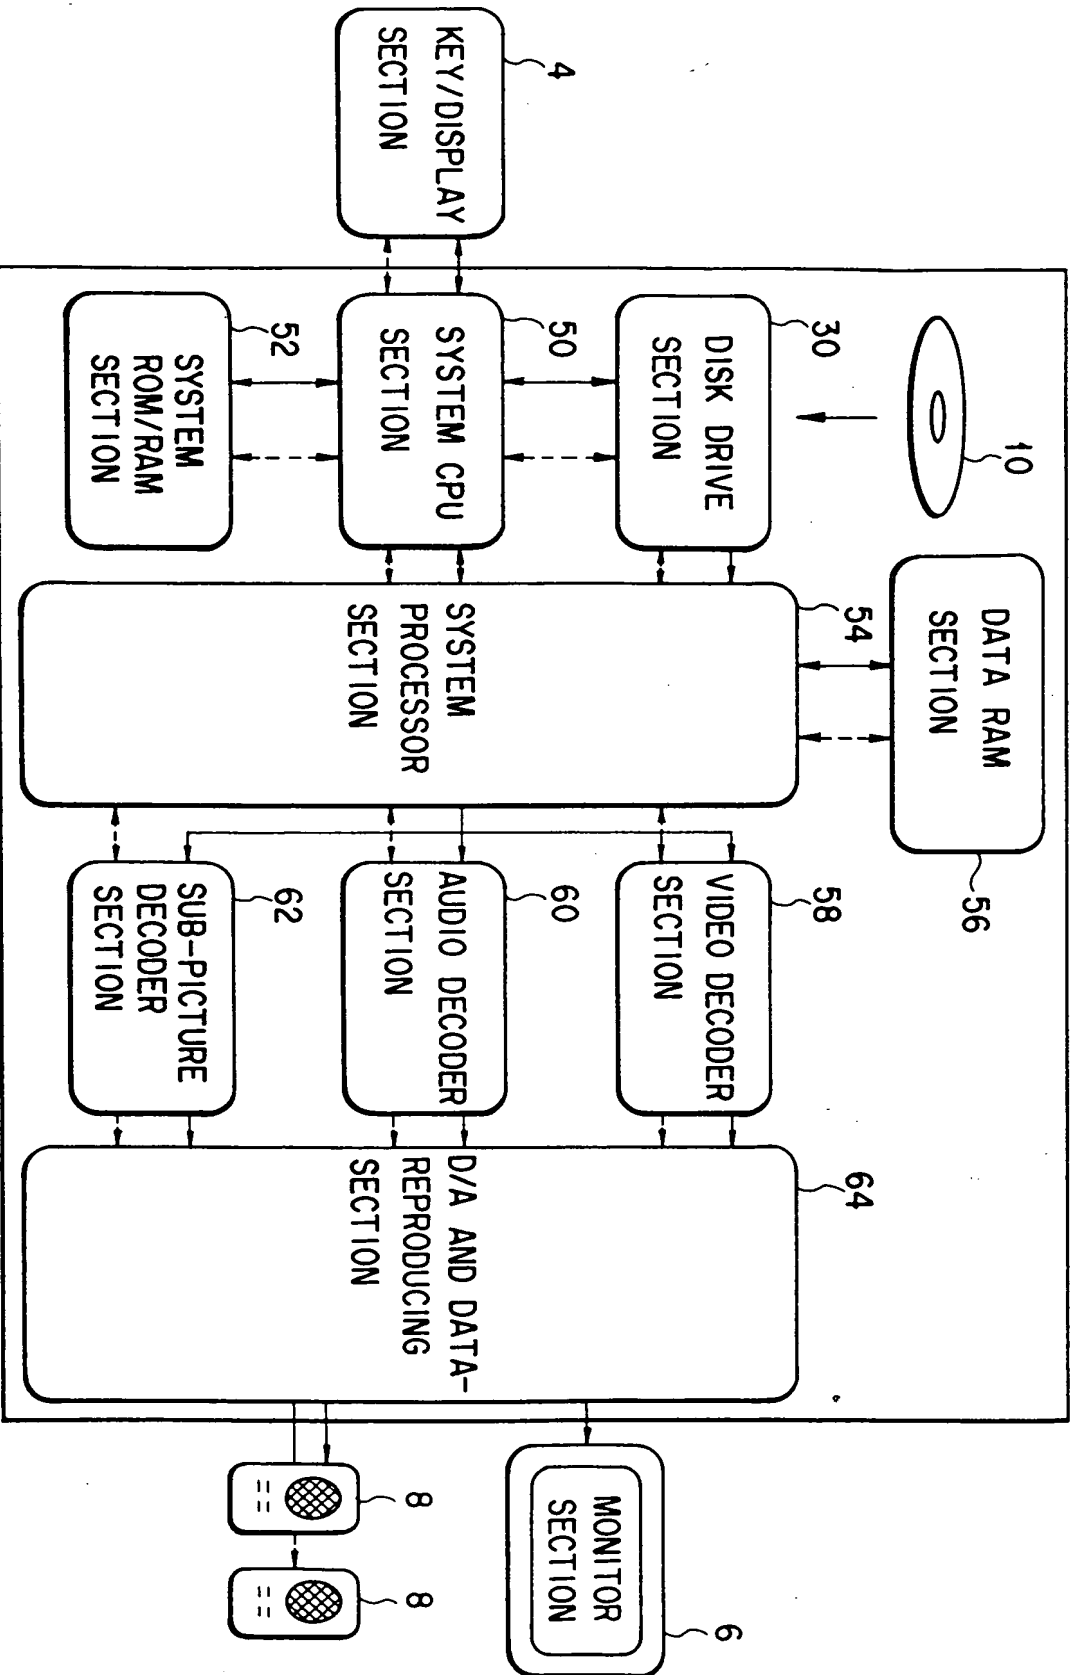 4
KEY/DISPLAY
SECTION
10
30
DISK DRIVE
SECTION
50
SYSTEM CPU
SECTION
52
SYSTEM
ROM/RAM
SECTION
DATA RAM
SECTION
56
54
SYSTEM
PROCESSOR
SECTION
58
VIDEO DECODER
SECTION
60
AUDIO DECODER
SECTION
62
SUB-PICTURE
DECODER
SECTION
64
D/A AND DATA-
REPRODUCING
SECTION
MONITOR
SECTION
6
8
8